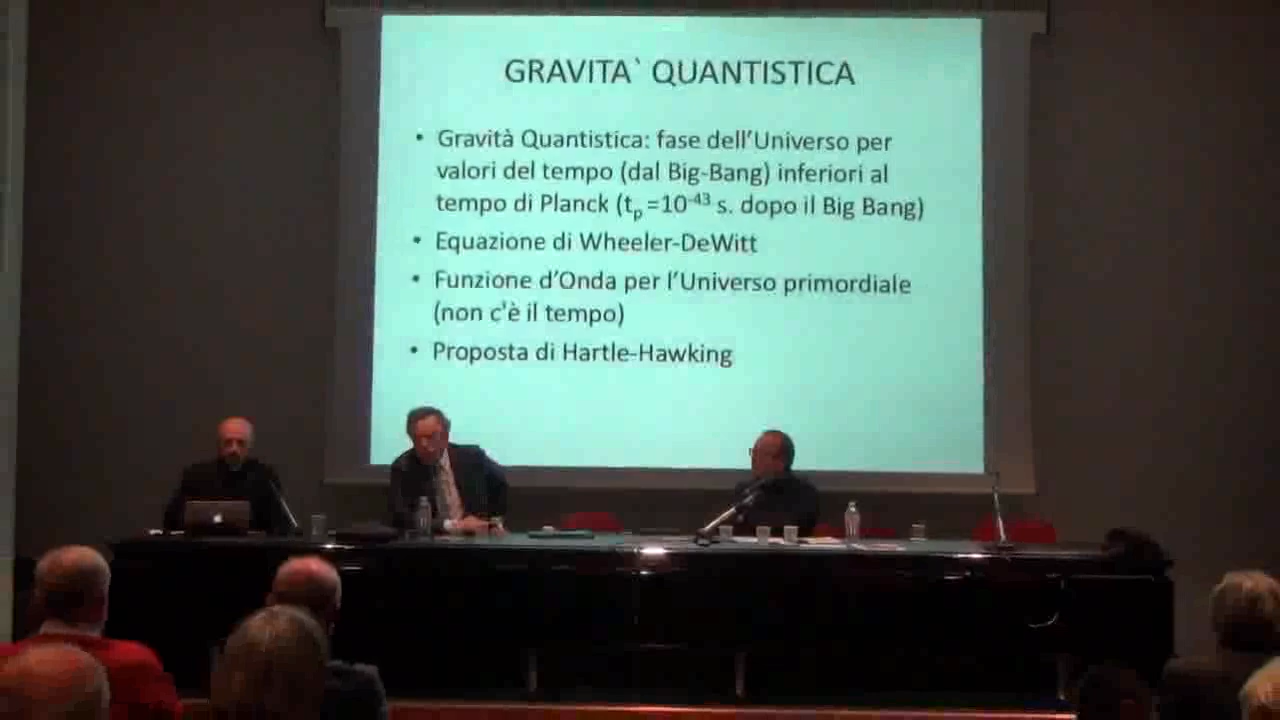 GRAVITA` QUANTISTICA
• Gravità Quantistica: fase dell'Universo per
valori del tempo (dal Big-Bang) inferiori al
tempo di Planck (tp=10-43 s. dopo il Big Bang)
• Equazione di Wheeler-DeWitt
• Funzione d'Onda per l'Universo primordiale
(non c'è il tempo)
• Proposta di Hartle-Hawking